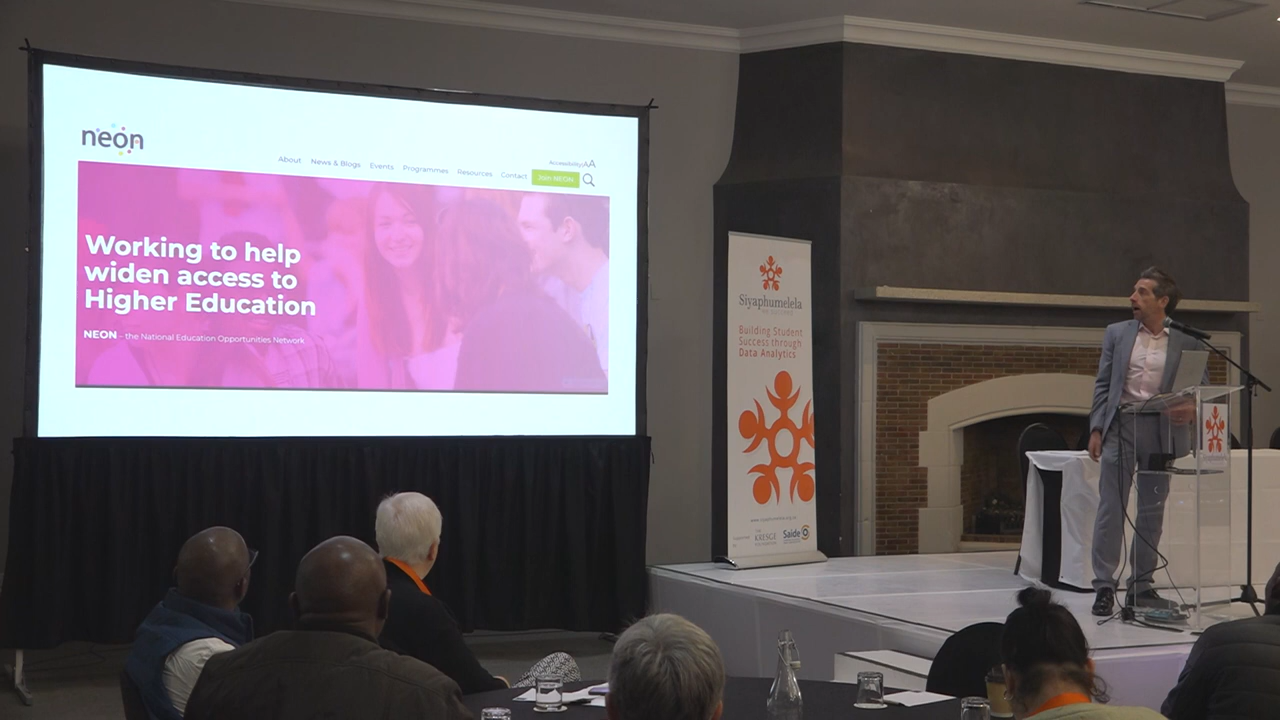 neon
Accessibility|AA
About News & Blogs Events Programmes Resources Contact Join NEON
Working to help
widen access to
Higher Education
NEON – the National Education Opportunities Network
Siyaphumelela
Building Student
Success through
Data Analytics
KRESGE
Saide